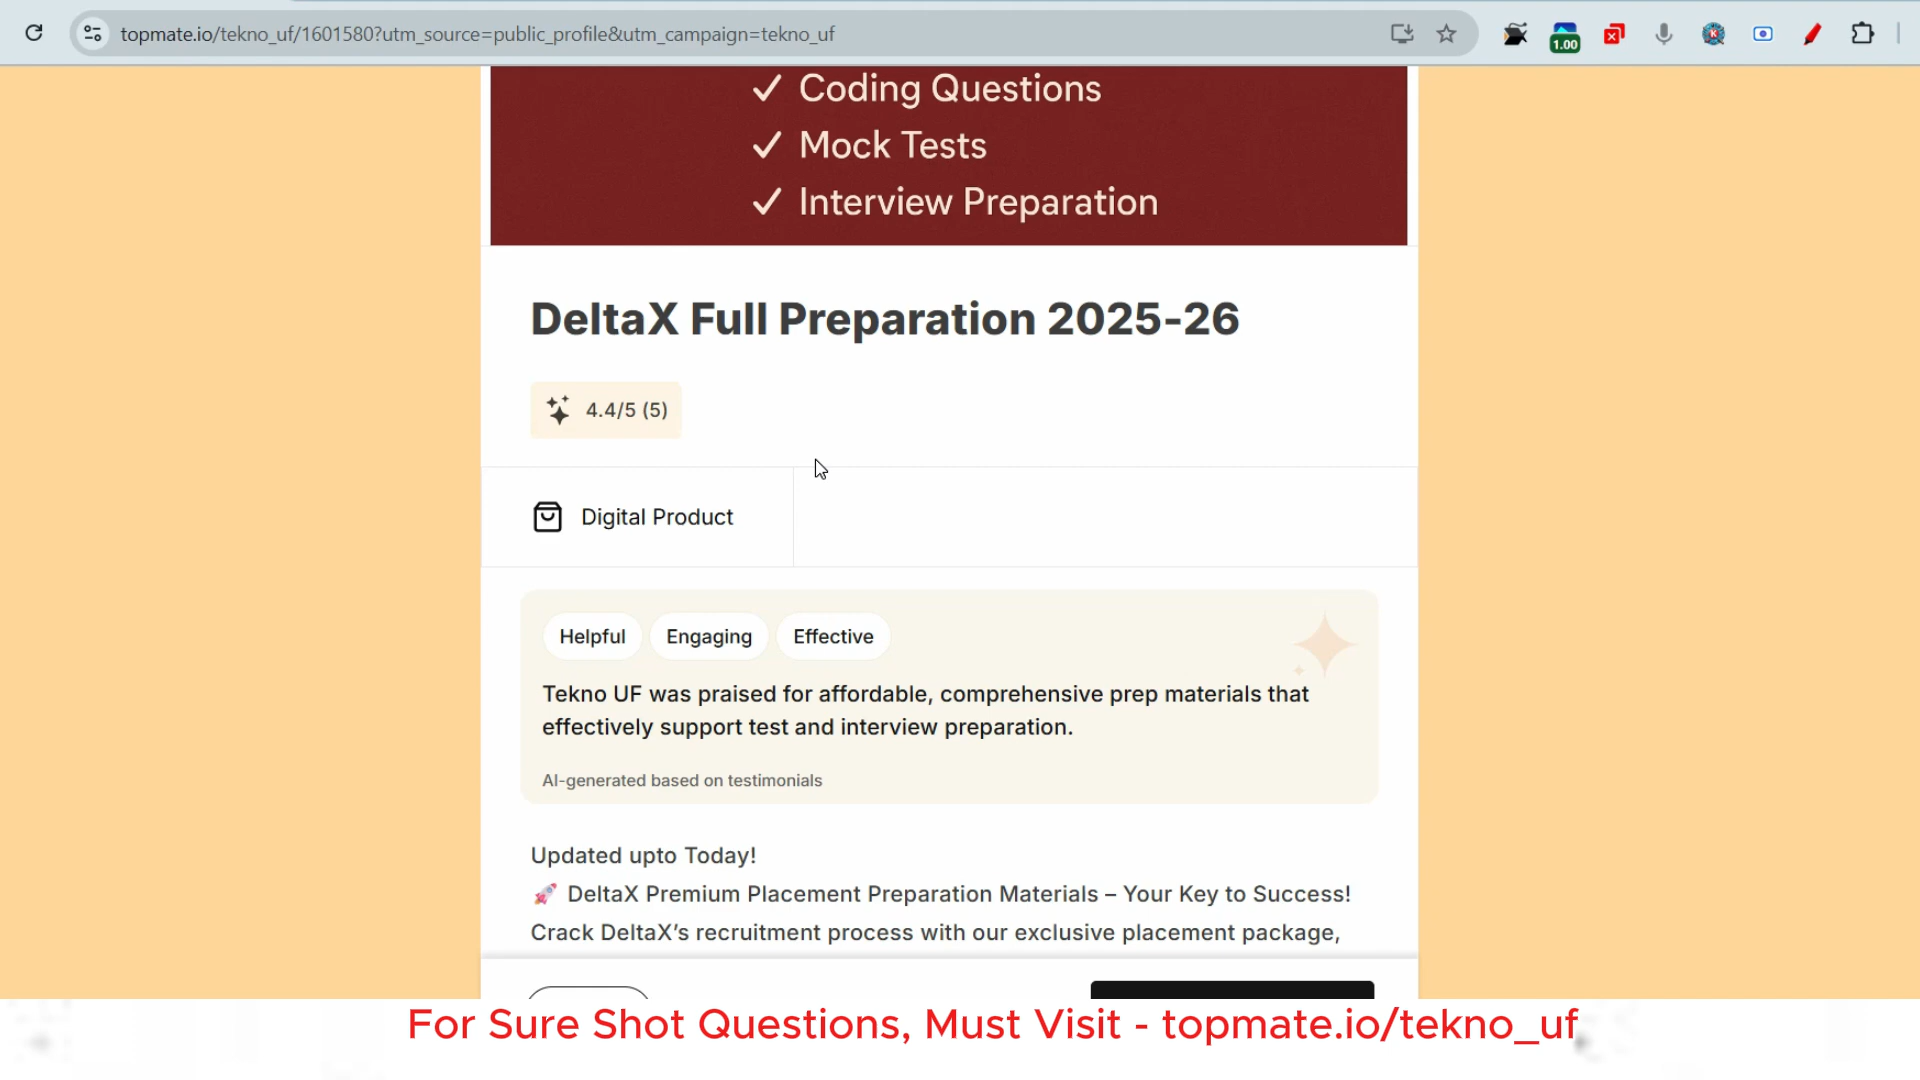 topmate.io/tekno_uf/1601580?utm_source=public_profile&utm_campaign=tekno_uf
1.00
K
✓ Coding Questions
✓ Mock Tests
✓ Interview Preparation
DeltaX Full Preparation 2025-26
4.4/5 (5)
Digital Product
Helpful Engaging Effective
Tekno UF was praised for affordable, comprehensive prep materials that
effectively support test and interview preparation.
AI-generated based on testimonials
Updated upto Today!
🚀 DeltaX Premium Placement Preparation Materials – Your Key to Success!
Crack DeltaX’s recruitment process with our exclusive placement package,
For Sure Shot Questions, Must Visit - topmate.io/tekno_uf